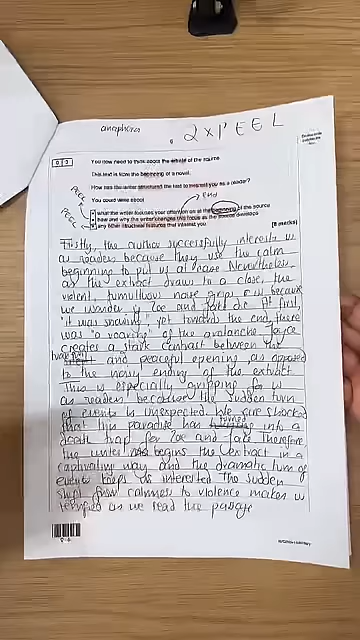 anaphora
2 x P E E L
9
0 3
You now need to think about the whole of the source.
This text is from the beginning of a novel.
How has the writer structured the text to interest you as a reader?
You could write about:
End
PEEL
PEEL
• what the writer focuses your attention on at the beginning of the source
• how and why the writer changes this focus as the source develops
• any other structural features that interest you.
[8 marks]
Firstly, the author successfully interests us
as readers because they use the calm
beginning to put us at ease. Nevertheless,
as the extract draws to a close, the
violent, tumultuous noise grips us because
we wonder if Zoe and Jake die. At first,
"it was snowing" yet towards the end, there
was "a roaring" of the avalanche
creates a stark contrast between the
and peaceful opening, as opposed
to the noisy ending of the extract
This is especially gripping for us
as readers because the sudden turn
of events is unexpected. We are shocked
that this paradise has turned into a
death trap for Zoe and Jake. Therefore,
the writer begins the extract in a
captivating way and the dramatic turn of
events keeps us interested. The sudden
shift from calmness to violence makes us
terrified as we read the passage